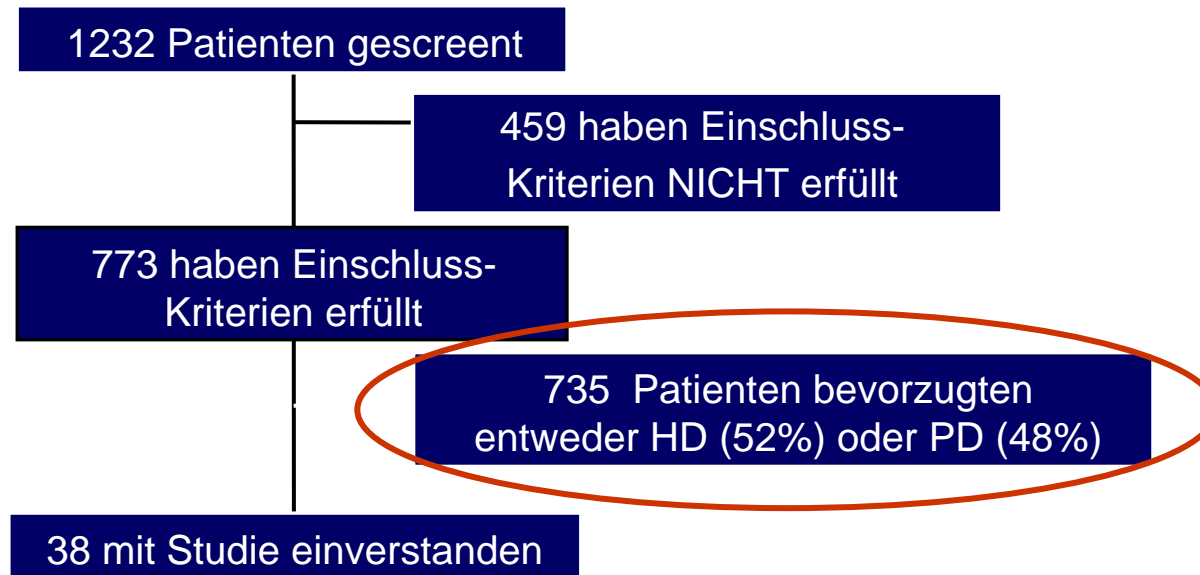 1232 Patienten gescreent
459 haben Einschluss-
Kriterien NICHT erfüllt
773 haben Einschluss-
Kriterien erfüllt
735 Patienten bevorzugten
entweder HD (52%) oder PD (48%)
38 mit Studie einverstanden